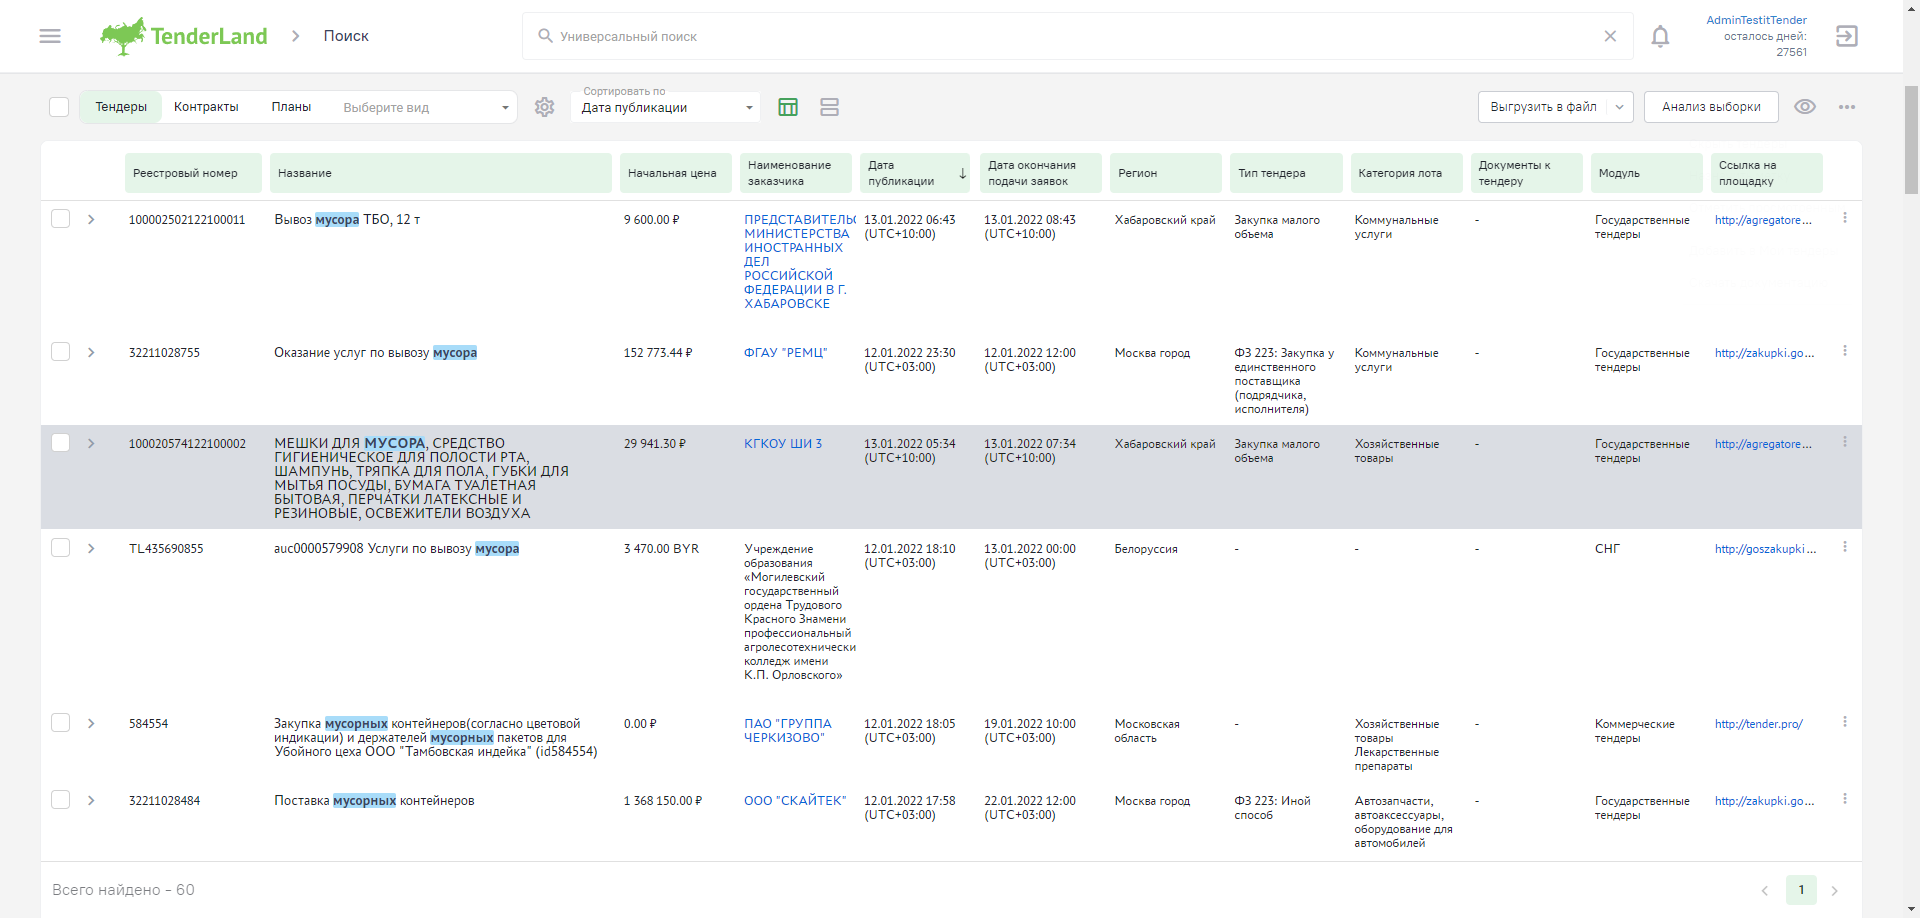 TenderLand
Поиск
Универсальный поиск
AdminTestitTender
осталось дней:
27561
Тендеры
Контракты
Планы
Выберите вид
Сортировать по
Дата публикации
Выгрузить в файл
Анализ выборки
Реестровый номер
Название
Начальная цена
Наименование
заказчика
Дата
публикации
Дата окончания
подачи заявок
Регион
Тип тендера
Категория лота
Документы к
тендеру
Модуль
Ссылка на
площадку
100002502122100011
Вывоз мусора ТБО, 12 т
9 600.00 ₽
ПРЕДСТАВИТЕЛЬС
МИНИСТЕРСТВА
ИНОСТРАННЫХ
ДЕЛ
РОССИЙСКОЙ
ФЕДЕРАЦИИ В Г.
ХАБАРОВСКЕ
13.01.2022 06:43
(UTC+10:00)
13.01.2022 08:43
(UTC+10:00)
Хабаровский край
Закупка малого
объема
Коммунальные
услуги
-
Государственные
тендеры
http://agregatore...
32211028755
Оказание услуг по вывозу мусора
152 773.44 ₽
ФГАУ "РЕМЦ"
12.01.2022 23:30
(UTC+03:00)
12.01.2022 12:00
(UTC+03:00)
Москва город
ФЗ 223: Закупка у
единственного
поставщика
(подрядчика,
исполнителя)
Коммунальные
услуги
-
Государственные
тендеры
http://zakupki.go...
100020574122100002
МЕШКИ ДЛЯ МУСОРА, СРЕДСТВО
ГИГИЕНИЧЕСКОЕ ДЛЯ ПОЛОСТИ РТА,
ШАМПУНЬ, ТРЯПКА ДЛЯ ПОЛА, ГУБКИ ДЛЯ
МЫТЬЯ ПОСУДЫ, БУМАГА ТУАЛЕТНАЯ
БЫТОВАЯ, ПЕРЧАТКИ ЛАТЕКСНЫЕ И
РЕЗИНОВЫЕ, ОСВЕЖИТЕЛИ ВОЗДУХА
29 941.30 ₽
КГКОУ ШИ 3
13.01.2022 05:34
(UTC+10:00)
13.01.2022 07:34
(UTC+10:00)
Хабаровский край
Закупка малого
объема
Хозяйственные
товары
-
Государственные
тендеры
http://agregatore...
TL435690855
auc0000579908 Услуги по вывозу мусора
3 470.00 BYR
Учреждение
образования
«Могилевский
государственный
ордена Трудового
Красного Знамени
профессиональный
агролесотехнически
колледж имени
К.П. Орловского»
12.01.2022 18:10
(UTC+03:00)
13.01.2022 00:00
(UTC+03:00)
Белоруссия
-
-
-
СНГ
http://goszakupki...
584554
Закупка мусорных контейнеров(согласно цветовой
индикации) и держателей мусорных пакетов для
Убойного цеха ООО "Тамбовская индейка" (id584554)
0.00 ₽
ПАО "ГРУППА
ЧЕРКИЗОВО"
12.01.2022 18:05
(UTC+03:00)
19.01.2022 10:00
(UTC+03:00)
Московская
область
-
Хозяйственные
товары
Лекарственные
препараты
-
Коммерческие
тендеры
http://tender.pro/
32211028484
Поставка мусорных контейнеров
1 368 150.00 ₽
ООО "СКАЙТЕК"
12.01.2022 17:58
(UTC+03:00)
22.01.2022 12:00
(UTC+03:00)
Москва город
ФЗ 223: Иной
способ
Автозапчасти,
автоаксессуары,
оборудование для
автомобилей
-
Государственные
тендеры
http://zakupki.go...
Всего найдено - 60
1